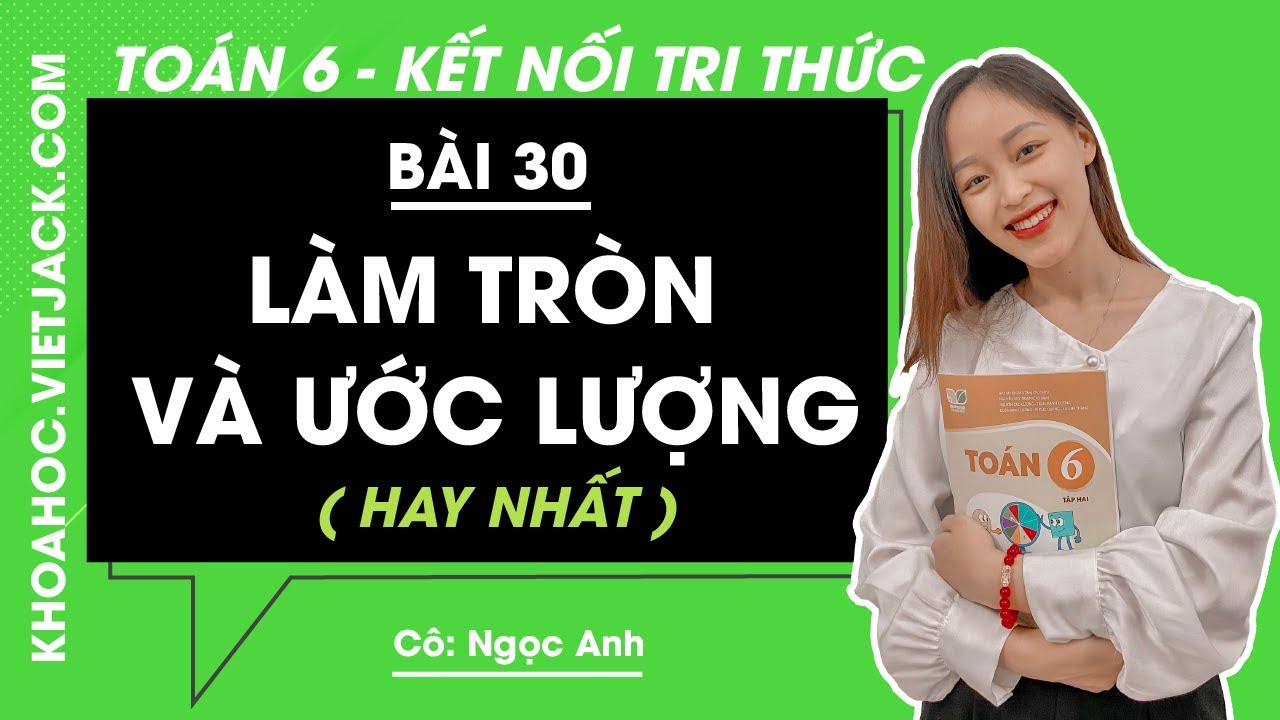 TOÁN 6 - KẾT NỐI TRI THỨC
KHOAHOC.VIETJACK.COM
BÀI 30
LÀM TRÒN
VÀ ƯỚC LƯỢNG
( HAY NHẤT )
Cô: Ngọc Anh
TOÁN 6
TẬP HAI